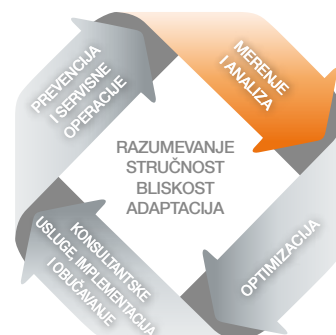 MERENJE
I ANALIZA
PREVENCIJA
I SERVISNE
OPERACIJE
RAZUMEVANJE
STRUČNOST
BLISKOST
ADAPTACIJA
OPTIMIZACIJA
KONSULTANTSKE
USLUGE, IMPLEMENTACIJA
I OBUČAVANJE